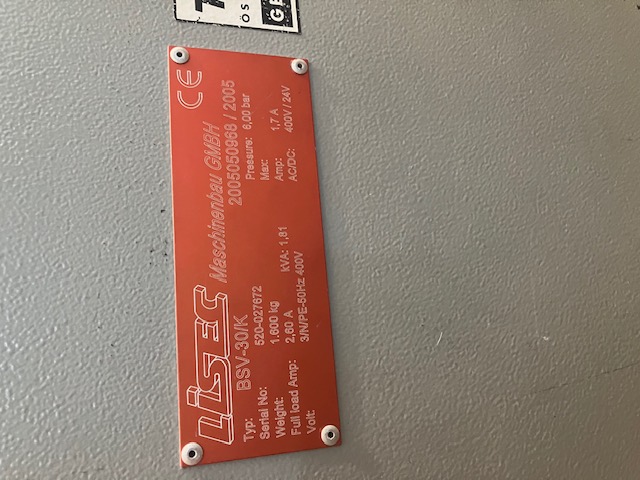 LiSEC Maschinenbau GMBH CE
Typ: BSV-30/K 2005050968 / 2005
Serial No: 520-027672 Pressure: 6,00 bar
Weight: 1.600 kg Max:
Full load Amp: 2,60 A kVA: 1,81 Amp: 1,7 A
Volt: 3/N/PE-50Hz 400V AC/DC: 400V / 24V